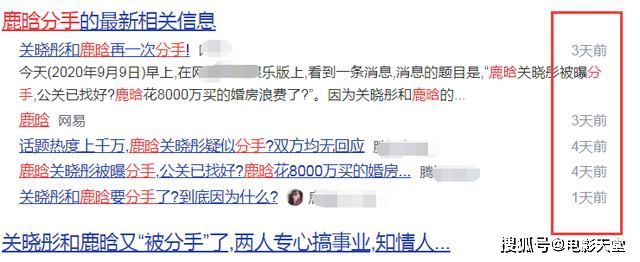 鹿晗分手的最新相关信息
关晓彤和鹿晗再一次分手! 3天前
今天(2020年9月9日)早上,在网 乐版上,看到一条消息,消息的题目是,“鹿晗关晓彤被曝分
手,公关已找好?鹿晗花8000万买的婚房浪费了?”。因为关晓彤和鹿晗的...
鹿晗 网易 3天前
话题热度上千万,鹿晗关晓彤疑似分手?双方均无回应 4天前
鹿晗关晓彤被曝分手,公关已找好?鹿晗花8000万买的婚房... 4天前
关晓彤和鹿晗要分手了?到底因为什么? 1天前
关晓彤和鹿晗又“被分手”了,两人专心搞事业,知情人...
搜狐号@电影天堂